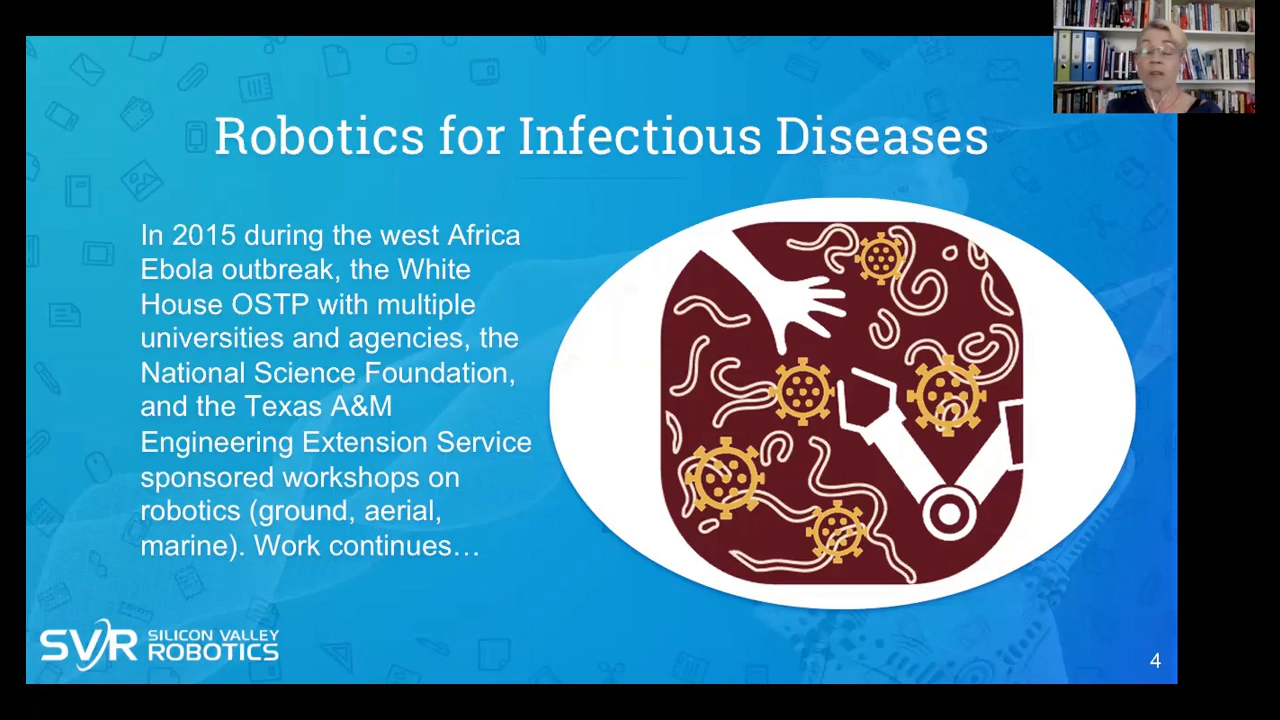 Robotics for Infectious Diseases
In 2015 during the west Africa
Ebola outbreak, the White
House OSTP with multiple
universities and agencies, the
National Science Foundation,
and the Texas A&M
Engineering Extension Service
sponsored workshops on
robotics (ground, aerial,
marine). Work continues…
SVR SILICON VALLEY
ROBOTICS
4